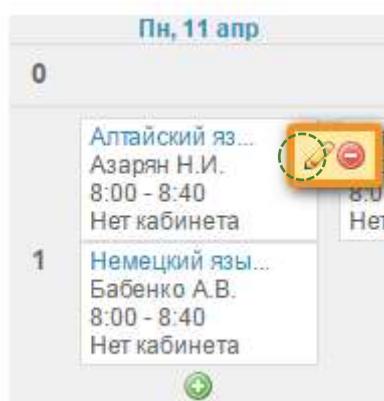 Пн, 11 апр
0
1
Алтайский яз...
Азарян Н.И.
8:00 - 8:40
Нет кабинета
Немецкий язы...
Бабенко А.В.
8:00 - 8:40
Нет кабинета